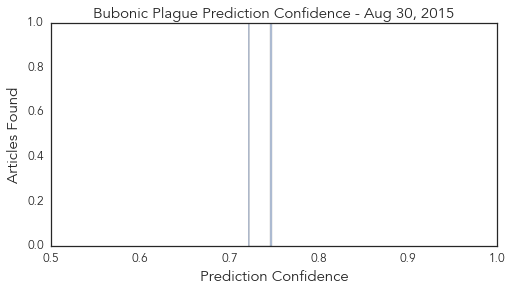 Bubonic Plague Prediction Confidence - Aug 30, 2015
Articles Found
1.0
0.8
0.6
0.4
0.2
0.0
0.5 0.6 0.7 0.8 0.9 1.0
Prediction Confidence